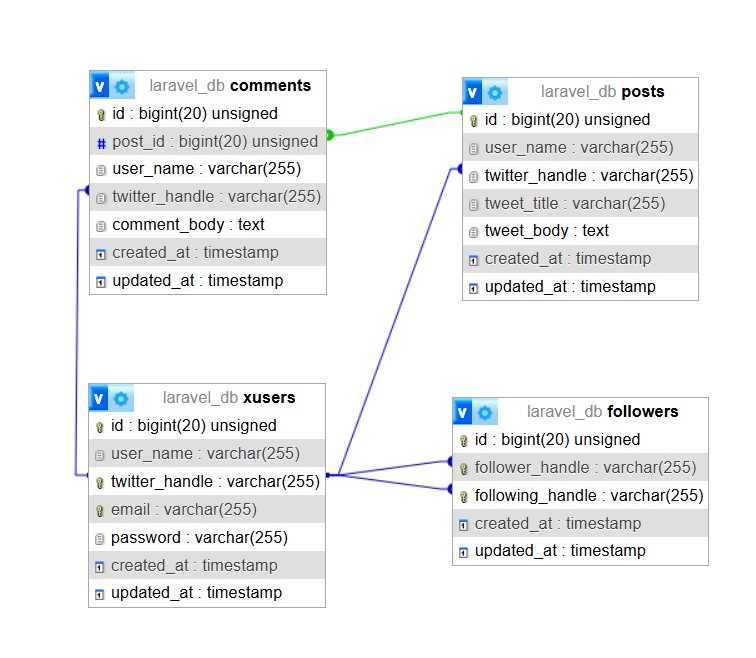 v laravel_db comments
id : bigint(20) unsigned
# post_id : bigint(20) unsigned
user_name : varchar(255)
twitter_handle : varchar(255)
comment_body : text
created_at : timestamp
updated_at : timestamp
v laravel_db posts
id : bigint(20) unsigned
user_name : varchar(255)
twitter_handle : varchar(255)
tweet_title : varchar(255)
tweet_body : text
created_at : timestamp
updated_at : timestamp
v laravel_db xusers
id : bigint(20) unsigned
user_name : varchar(255)
twitter_handle : varchar(255)
email : varchar(255)
password : varchar(255)
created_at : timestamp
updated_at : timestamp
v laravel_db followers
id : bigint(20) unsigned
follower_handle : varchar(255)
following_handle : varchar(255)
created_at : timestamp
updated_at : timestamp